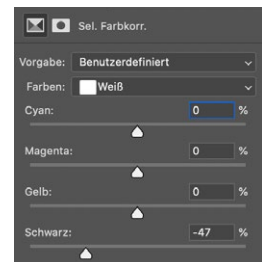 Sel. Farbkorr.
Vorgabe: Benutzerdefiniert
Farben: Weiß
Cyan: 0 %
Magenta: 0 %
Gelb: 0 %
Schwarz: -47 %